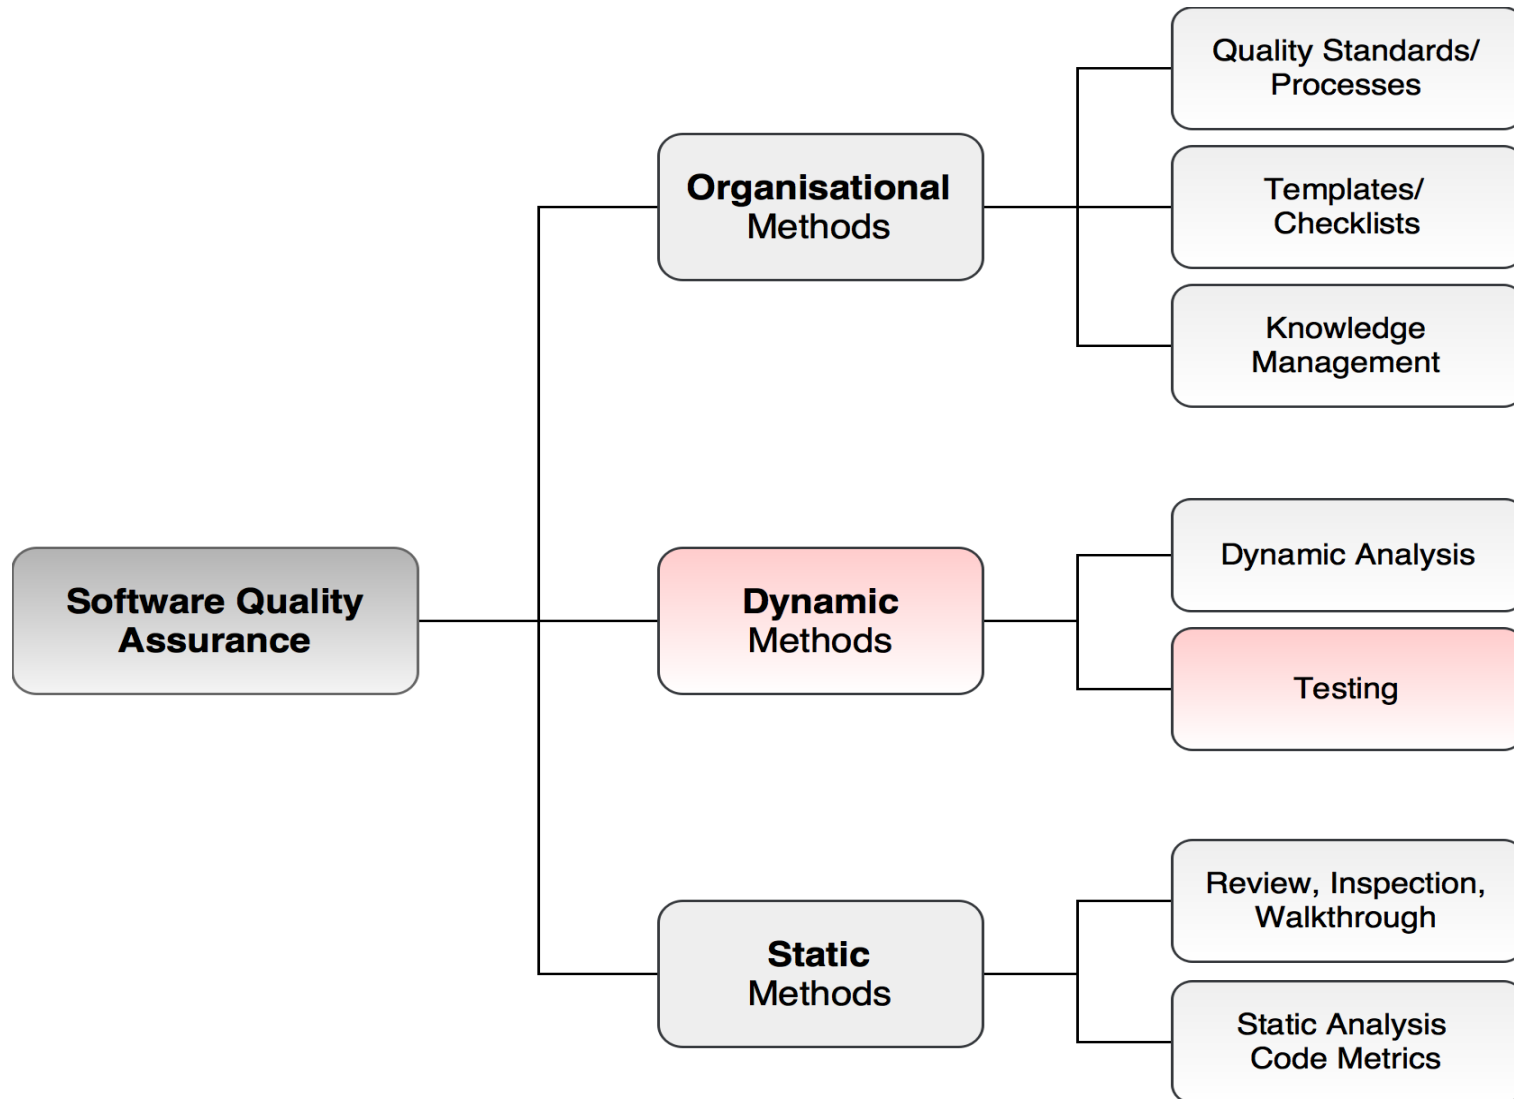 Quality Standards/
Processes
Organisational
Methods
Templates/
Checklists
Knowledge
Management
Software Quality
Assurance
Dynamic
Methods
Dynamic Analysis
Testing
Static
Methods
Review, Inspection,
Walkthrough
Static Analysis
Code Metrics